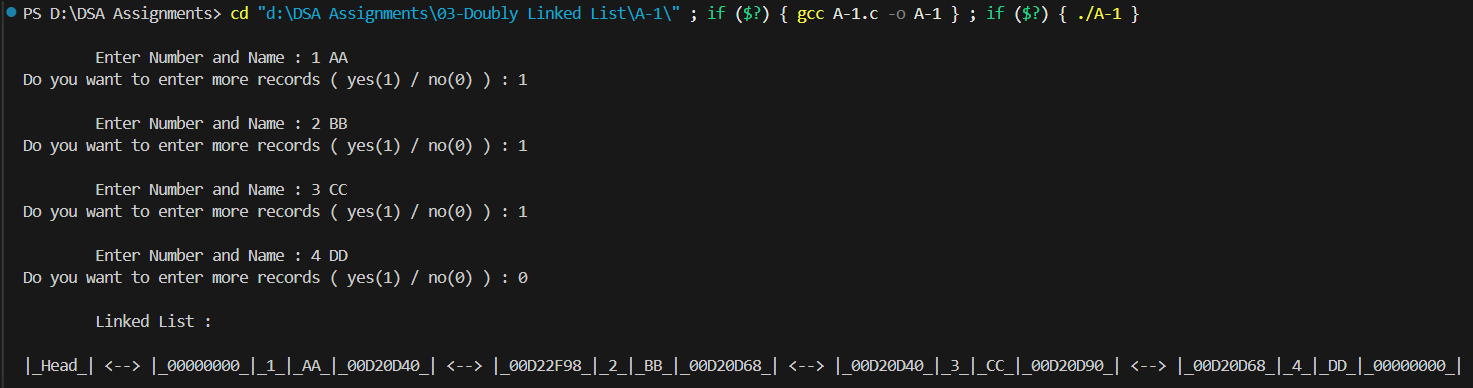 PS D:\DSA Assignments> cd "d:\DSA Assignments\03-Doubly Linked List\A-1\" ; if ($?) { gcc A-1.c -o A-1 } ; if ($?) { ./A-1 }
Enter Number and Name : 1 AA
Do you want to enter more records ( yes(1) / no(0) ) : 1
Enter Number and Name : 2 BB
Do you want to enter more records ( yes(1) / no(0) ) : 1
Enter Number and Name : 3 CC
Do you want to enter more records ( yes(1) / no(0) ) : 1
Enter Number and Name : 4 DD
Do you want to enter more records ( yes(1) / no(0) ) : 0
Linked List :
|_Head_| <--> |_00000000_|_1_|_AA_|_00D20D40_| <--> |_00D22F98_|_2_|_BB_|_00D20D68_| <--> |_00D20D40_|_3_|_CC_|_00D20D90_| <--> |_00D20D68_|_4_|_DD_|_00000000_|